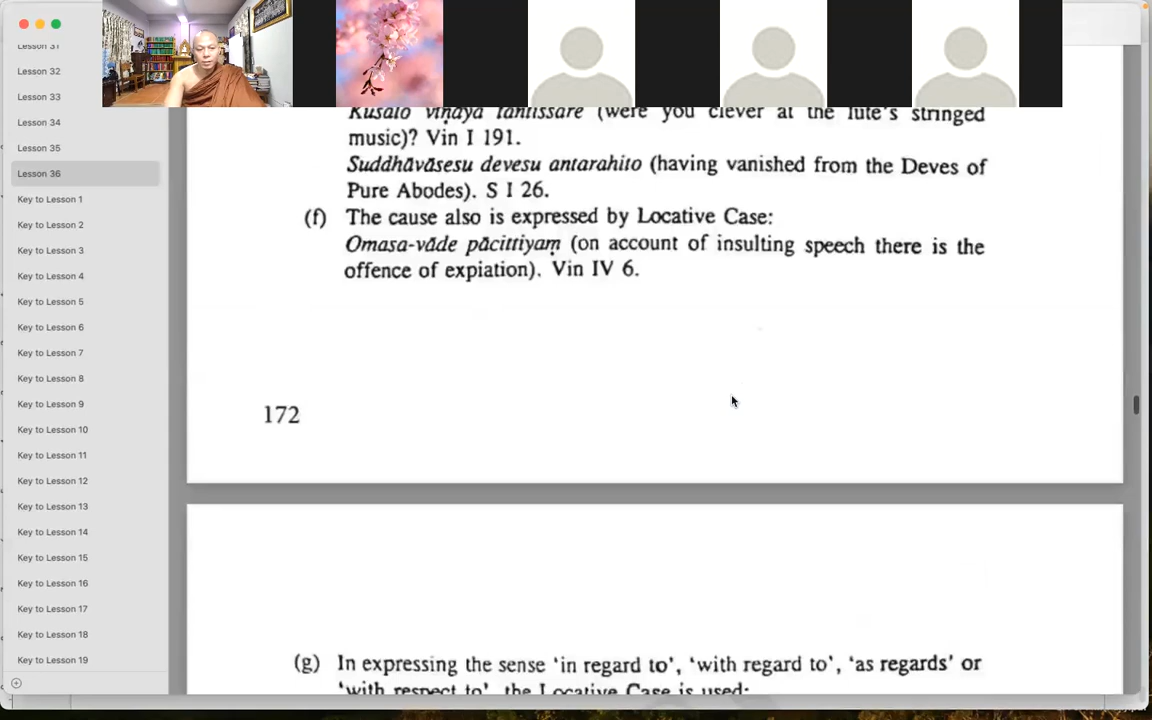 Lesson 31
Lesson 32
Lesson 33
Lesson 34
Lesson 35
Lesson 36
Key to Lesson 1
Key to Lesson 2
Key to Lesson 3
Key to Lesson 4
Key to Lesson 5
Key to Lesson 6
Key to Lesson 7
Key to Lesson 8
Key to Lesson 9
Key to Lesson 10
Key to Lesson 11
Key to Lesson 12
Key to Lesson 13
Key to Lesson 14
Key to Lesson 15
Key to Lesson 16
Key to Lesson 17
Key to Lesson 18
Key to Lesson 19
Kusalo vīṇāya tantissare (were you clever at the lute's stringed
music)? Vin I 191.
Suddhāvāsesu devesu antarahito (having vanished from the Deves of
Pure Abodes). S I 26.
(f) The cause also is expressed by Locative Case:
Omasa-vāde pācittiyaṃ (on account of insulting speech there is the
offence of expiation). Vin IV 6.
172
(g) In expressing the sense 'in regard to', 'with regard to', 'as regards' or
'with respect to', the Locative Case is used: